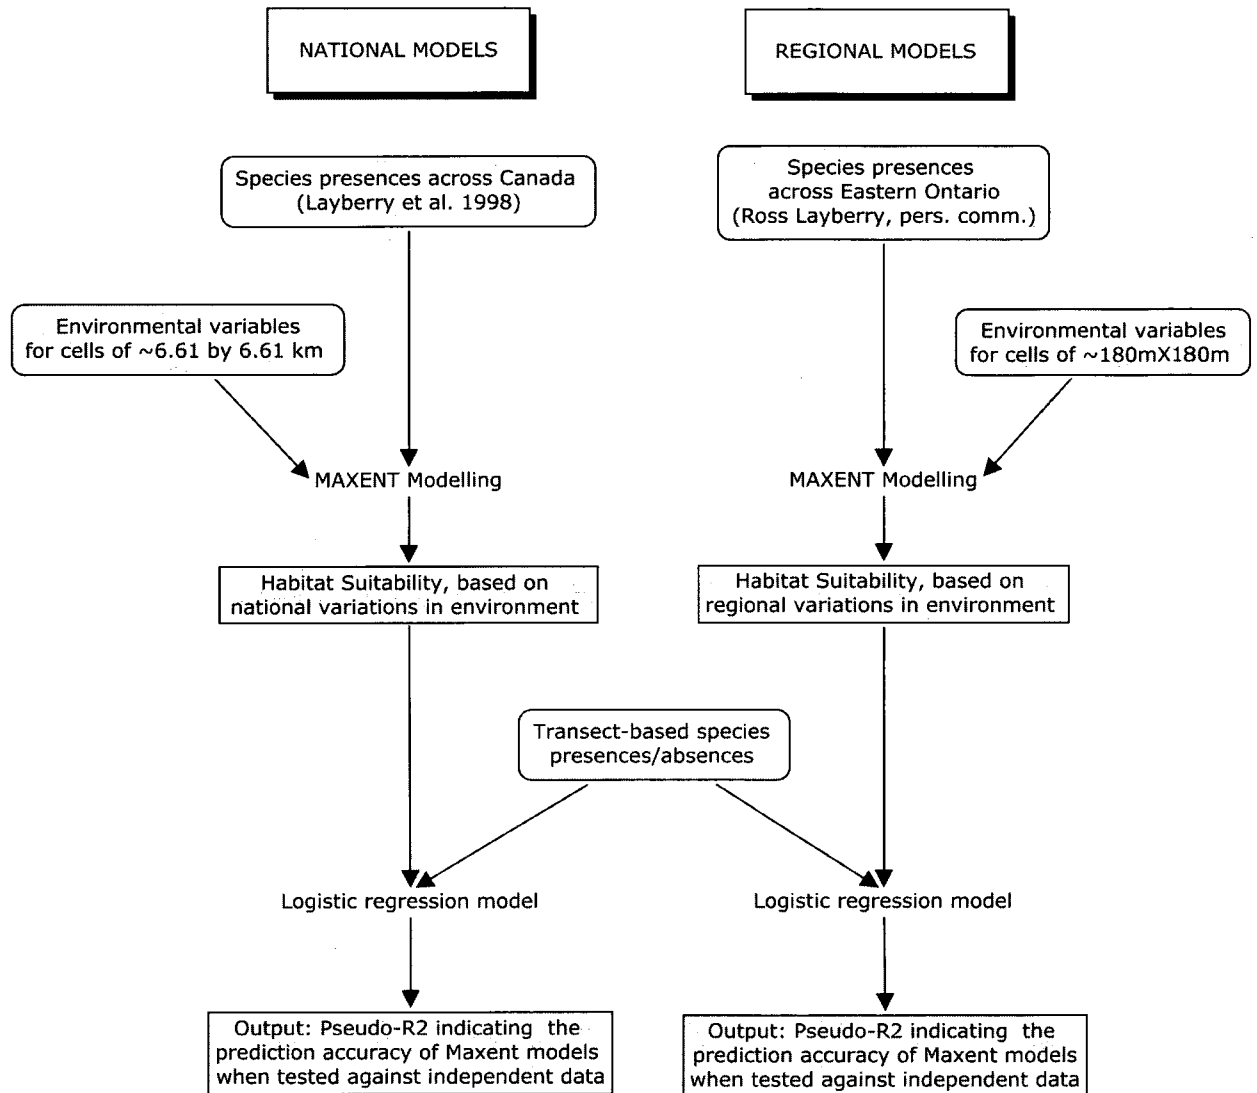 NATIONAL MODELS
REGIONAL MODELS
Species presences across Canada
(Layberry et al. 1998)
Species presences
across Eastern Ontario
(Ross Layberry, pers. comm.)
Environmental variables
for cells of ~6.61 by 6.61 km
Environmental variables
for cells of ~180mX180m
MAXENT Modelling
MAXENT Modelling
Habitat Suitability, based on
national variations in environment
Habitat Suitability, based on
regional variations in environment
Transect-based species
presences/absences
Logistic regression model
Logistic regression model
Output: Pseudo-R2 indicating the
prediction accuracy of Maxent models
when tested against independent data
Output: Pseudo-R2 indicating the
prediction accuracy of Maxent models
when tested against independent data